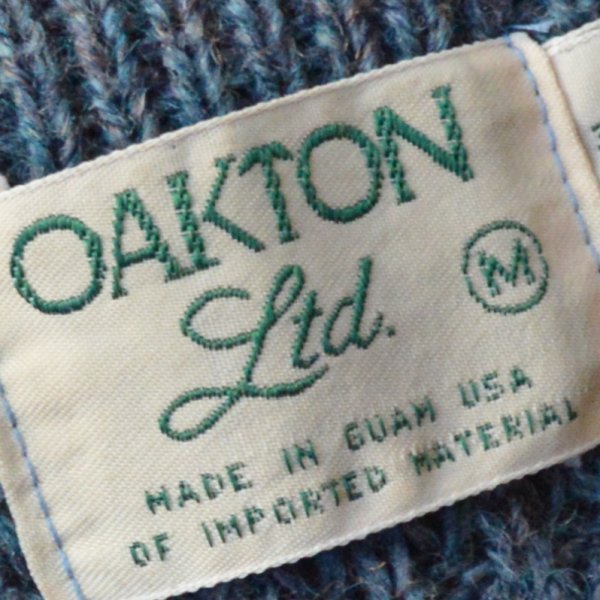 OAKTON
Ltd.
M
MADE IN GUAM USA
OF IMPORTED MATERIAL